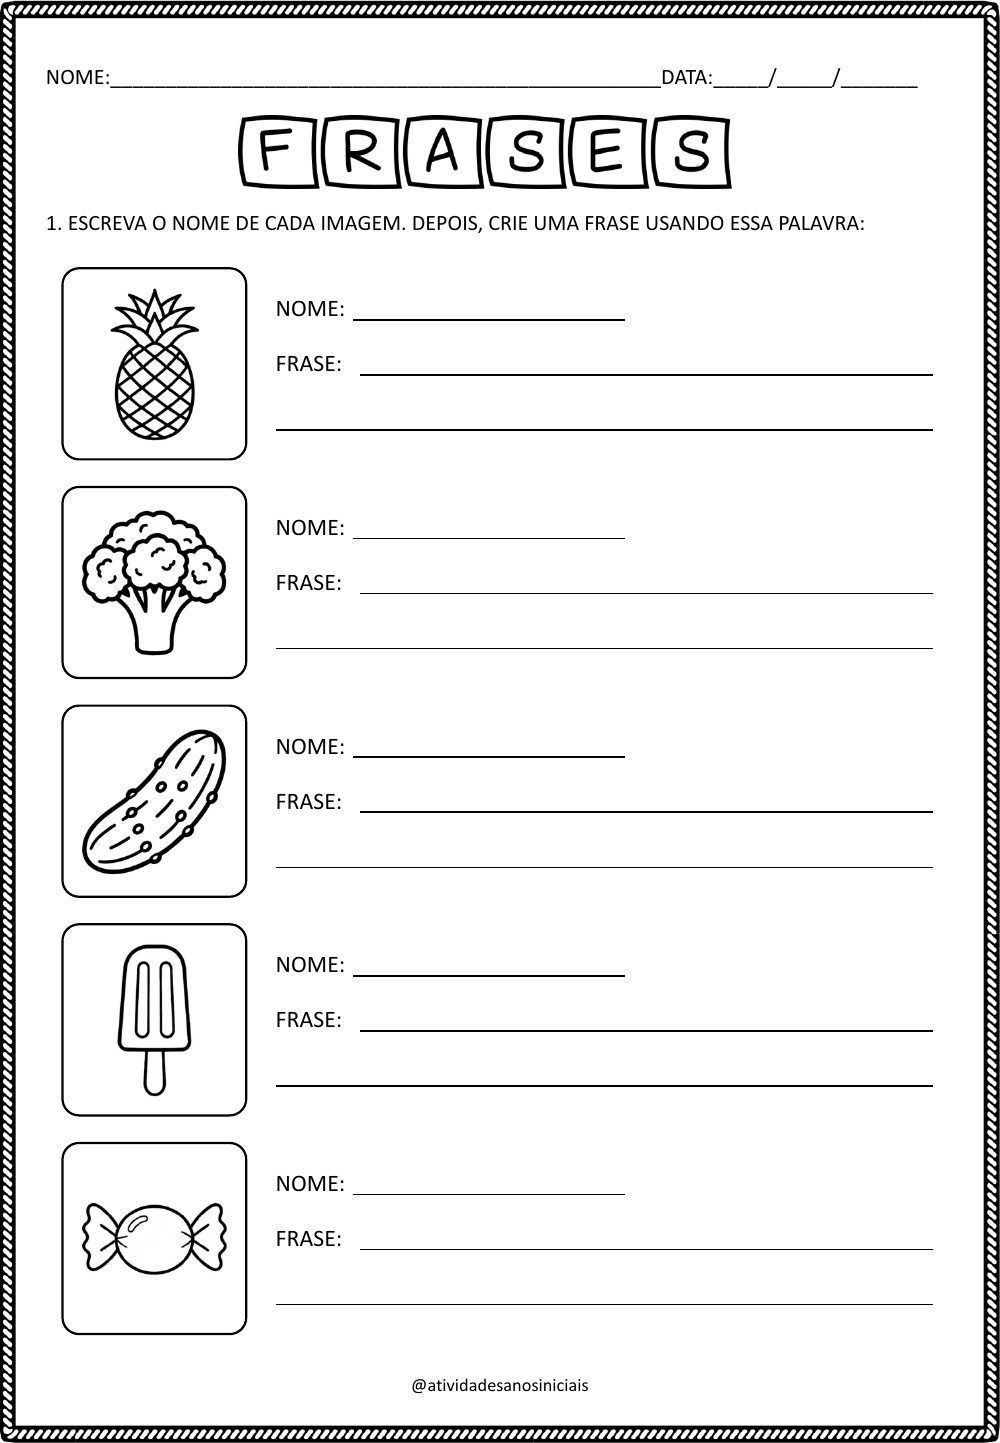 NOME:__________________________________________________DATA:_____/_____/_______
FRASES
1. ESCREVA O NOME DE CADA IMAGEM. DEPOIS, CRIE UMA FRASE USANDO ESSA PALAVRA:
NOME:
FRASE:
NOME:
FRASE:
NOME:
FRASE:
NOME:
FRASE:
NOME:
FRASE:
@atividadesanosiniciais